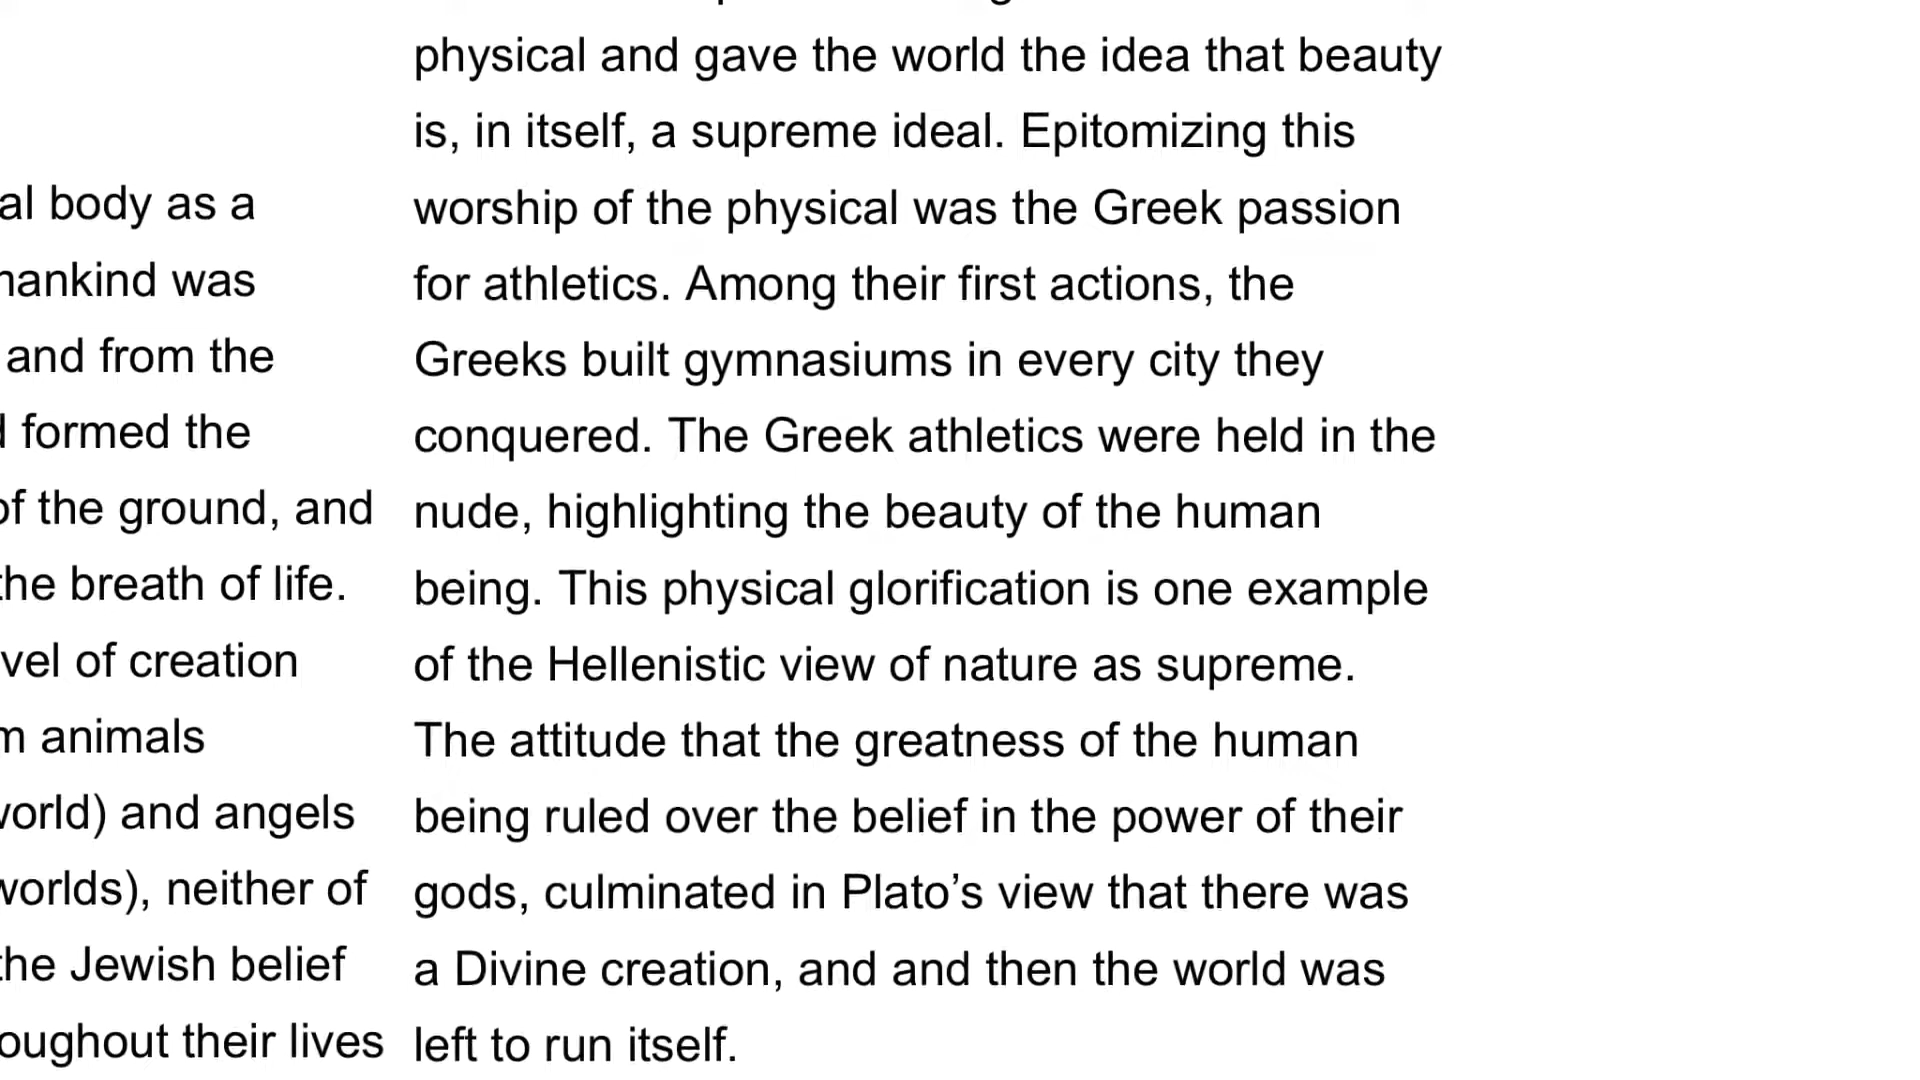 al body as a
was
and from the
formed the
of the ground, and
the breath of life.
of creation
animals
and angels
neither of
the Jewish belief
their lives
physical and gave the world the idea that beauty
is, in itself, a supreme ideal. Epitomizing this
worship of the physical was the Greek passion
for athletics. Among their first actions, the
Greeks built gymnasiums in every city they
conquered. The Greek athletics were held in the
nude, highlighting the beauty of the human
being. This physical glorification is one example
of the Hellenistic view of nature as supreme.
The attitude that the greatness of the human
being ruled over the belief in the power of their
gods, culminated in Plato’s view that there was
a Divine creation, and and then the world was
left to run itself.